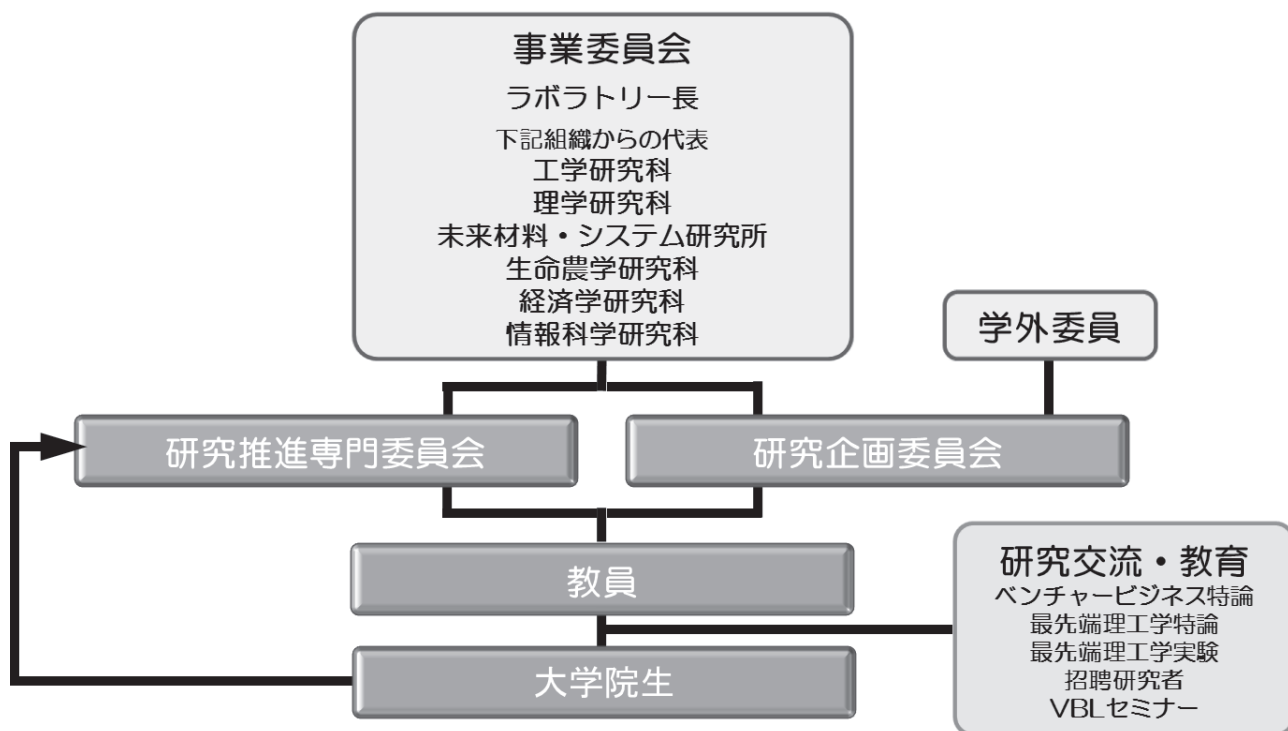 事業委員会
ラボラトリー長
下記組織からの代表
工学研究科
理学研究科
未来材料・システム研究所
生命農学研究科
経済学研究科
情報科学研究科
学外委員
研究推進専門委員会
研究企画委員会
教員
大学院生
研究交流・教育
ベンチャービジネス特論
最先端理工学特論
最先端理工学実験
招聘研究者
VBLセミナー